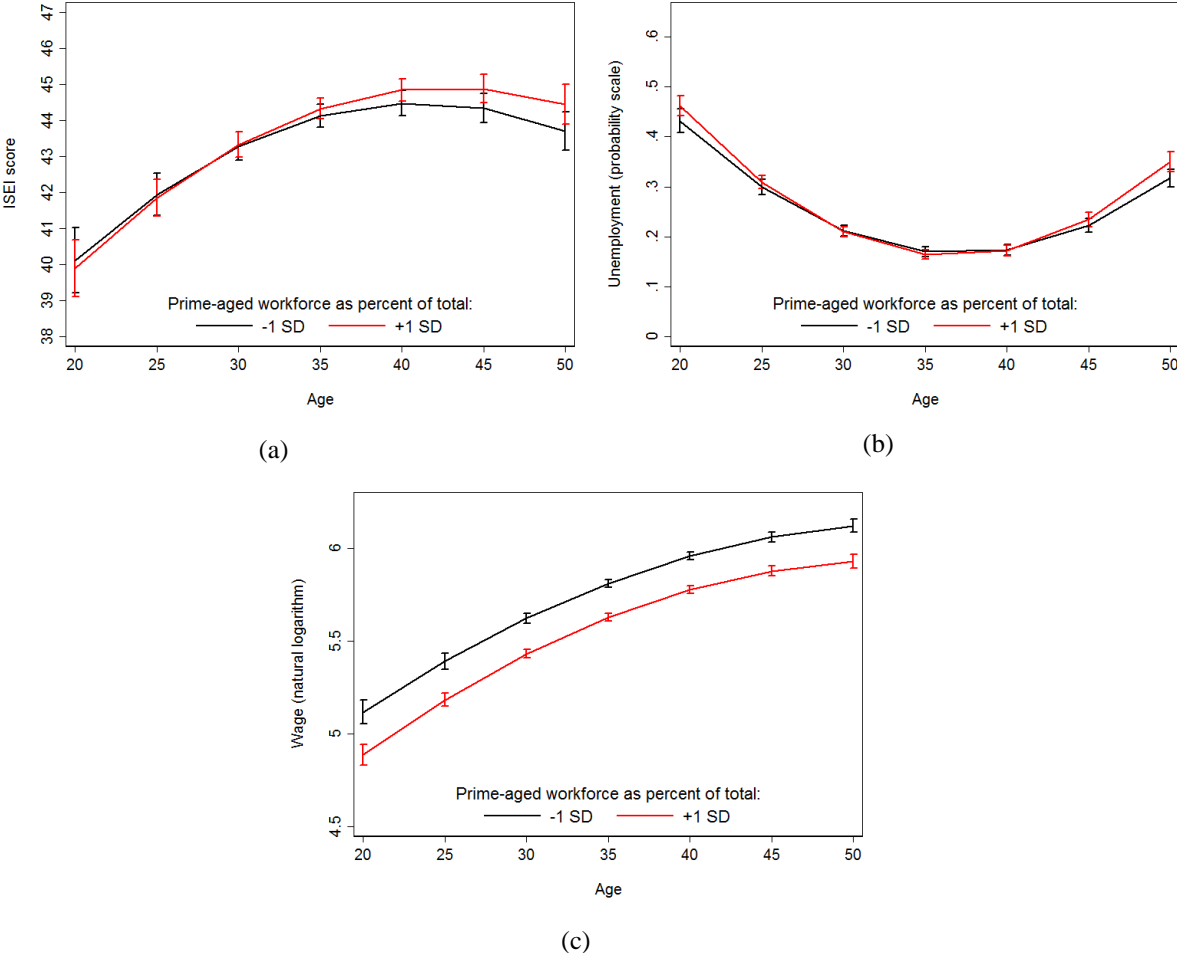 ISEI score
47
46
45
44
43
42
41
40
39
38
Prime-aged workforce as percent of total:
-1 SD +1 SD
20 25 30 35 40 45 50
Age
(a)
Unemployment (probability scale)
.6
.5
.4
.3
.2
.1
0
Prime-aged workforce as percent of total:
-1 SD +1 SD
20 25 30 35 40 45 50
Age
(b)
Wage (natural logarithm)
6
5.5
5
4.5
Prime-aged workforce as percent of total:
-1 SD +1 SD
20 25 30 35 40 45 50
Age
(c)